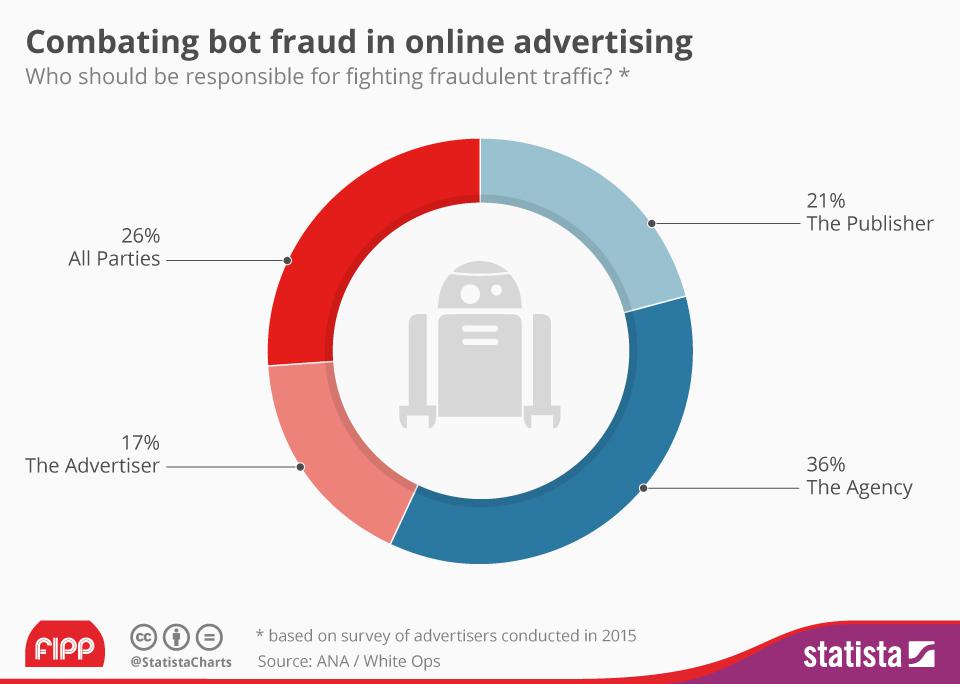 Combating bot fraud in online advertising
Who should be responsible for fighting fraudulent traffic? *
21%
The Publisher
26%
All Parties
17%
The Advertiser
36%
The Agency
FIPP
cc
=
@StatistaCharts
* based on survey of advertisers conducted in 2015
Source: ANA / White Ops
statista